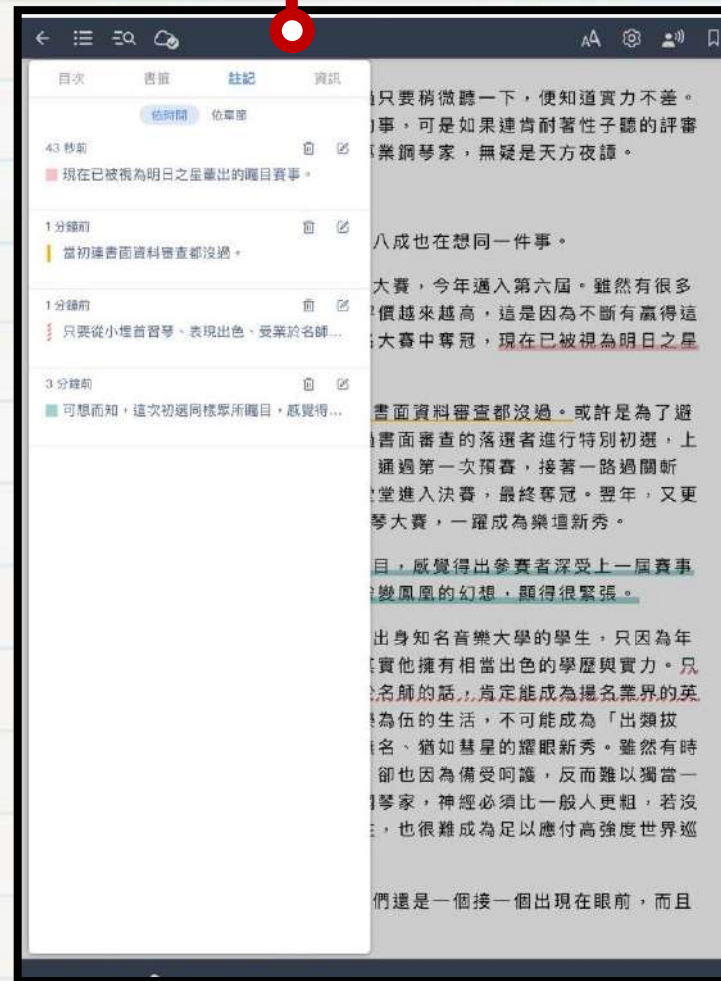 目次 書籤 註記 資訊
依時間 依章節
43 秒前
現在已被視為明日之星輩出的矚目賽事。
1 分鐘前
當初連書面資料審查都沒過。
1 分鐘前
只要從小埋首習琴、表現出色、受業於名師...
3 分鐘前
可想而知，這次初選同樣眾所矚目，感覺得...
AA
只要稍微聽一下，便知道實力不差。
事，可是如果連肯耐著性子聽的評審
業鋼琴家，無疑是天方夜譚。
八成也在想同一件事。
大賽，今年邁入第六屆。雖然有很多
價越來越高，這是因為不斷有贏得這
大賽中奪冠，現在已被視為明日之星
書面資料審查都沒過。或許是為了避
書面審查的落選者進行特別初選，上
通過第一次預賽，接著一路過關斬
堂進入決賽，最終奪冠。翌年，又更
琴大賽，一躍成為樂壇新秀。
目，感覺得出參賽者深受上一屆賽事
變鳳凰的幻想，顯得很緊張。
出身知名音樂大學的學生，只因為年
實他擁有相當出色的學歷與實力。只
名師的話，肯定能成為揚名業界的英
為伍的生活，不可能成為「出類拔
名、猶如彗星的耀眼新秀。雖然有時
卻也因為備受呵護，反而難以獨當一
琴家，神經必須比一般人更粗，若沒
，也很難成為足以應付高強度世界巡
們還是一個接一個出現在眼前，而且